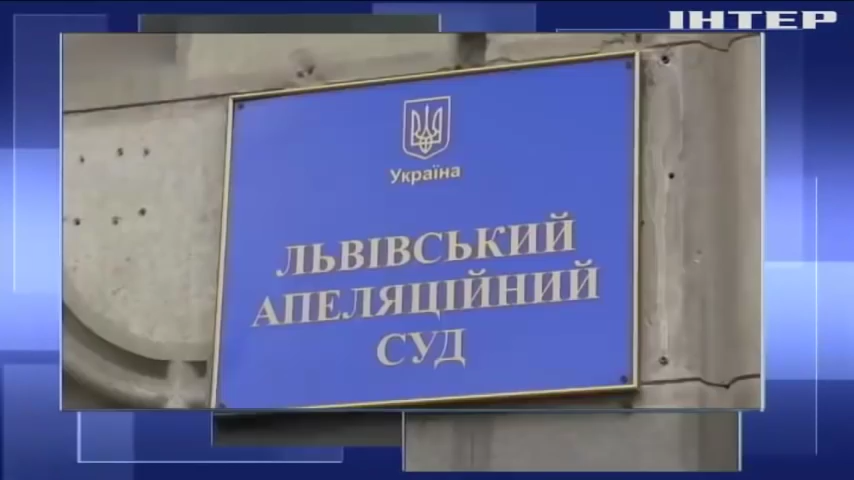 ІНТЕР
Україна
ЛЬВІВСЬКИЙ
АПЕЛЯЦІЙНИЙ
СУД